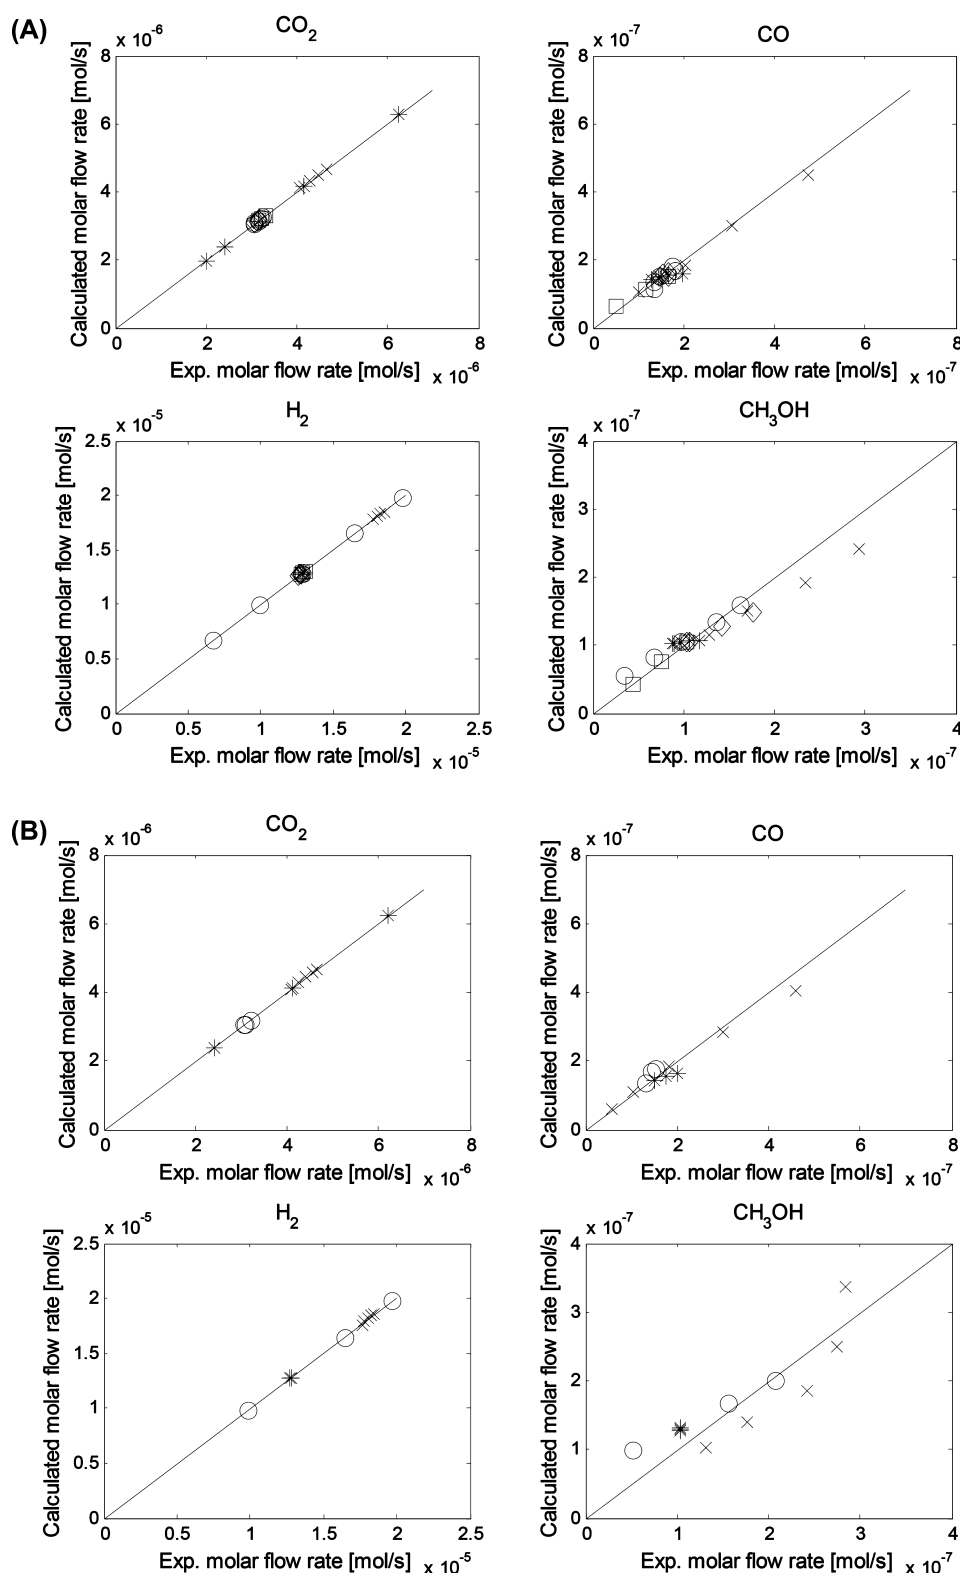 (A)
CO2
x 10-6
Calculated molar flow rate [mol/s]
8
6
4
2
0
0 2 4 6 8
Exp. molar flow rate [mol/s] x 10-6
CO
x 10-7
Calculated molar flow rate [mol/s]
8
6
4
2
0
0 2 4 6 8
Exp. molar flow rate [mol/s] x 10-7
H2
x 10-5
Calculated molar flow rate [mol/s]
2.5
2
1.5
1
0.5
0
0 0.5 1 1.5 2 2.5
Exp. molar flow rate [mol/s] x 10-5
CH3OH
x 10-7
Calculated molar flow rate [mol/s]
4
3
2
1
0
0 1 2 3 4
Exp. molar flow rate [mol/s] x 10-7
(B)
CO2
x 10-6
Calculated molar flow rate [mol/s]
8
6
4
2
0
0 2 4 6 8
Exp. molar flow rate [mol/s] x 10-6
CO
x 10-7
Calculated molar flow rate [mol/s]
8
6
4
2
0
0 2 4 6 8
Exp. molar flow rate [mol/s] x 10-7
H2
x 10-5
Calculated molar flow rate [mol/s]
2.5
2
1.5
1
0.5
0
0 0.5 1 1.5 2 2.5
Exp. molar flow rate [mol/s] x 10-5
CH3OH
x 10-7
Calculated molar flow rate [mol/s]
4
3
2
1
0
0 1 2 3 4
Exp. molar flow rate [mol/s] x 10-7